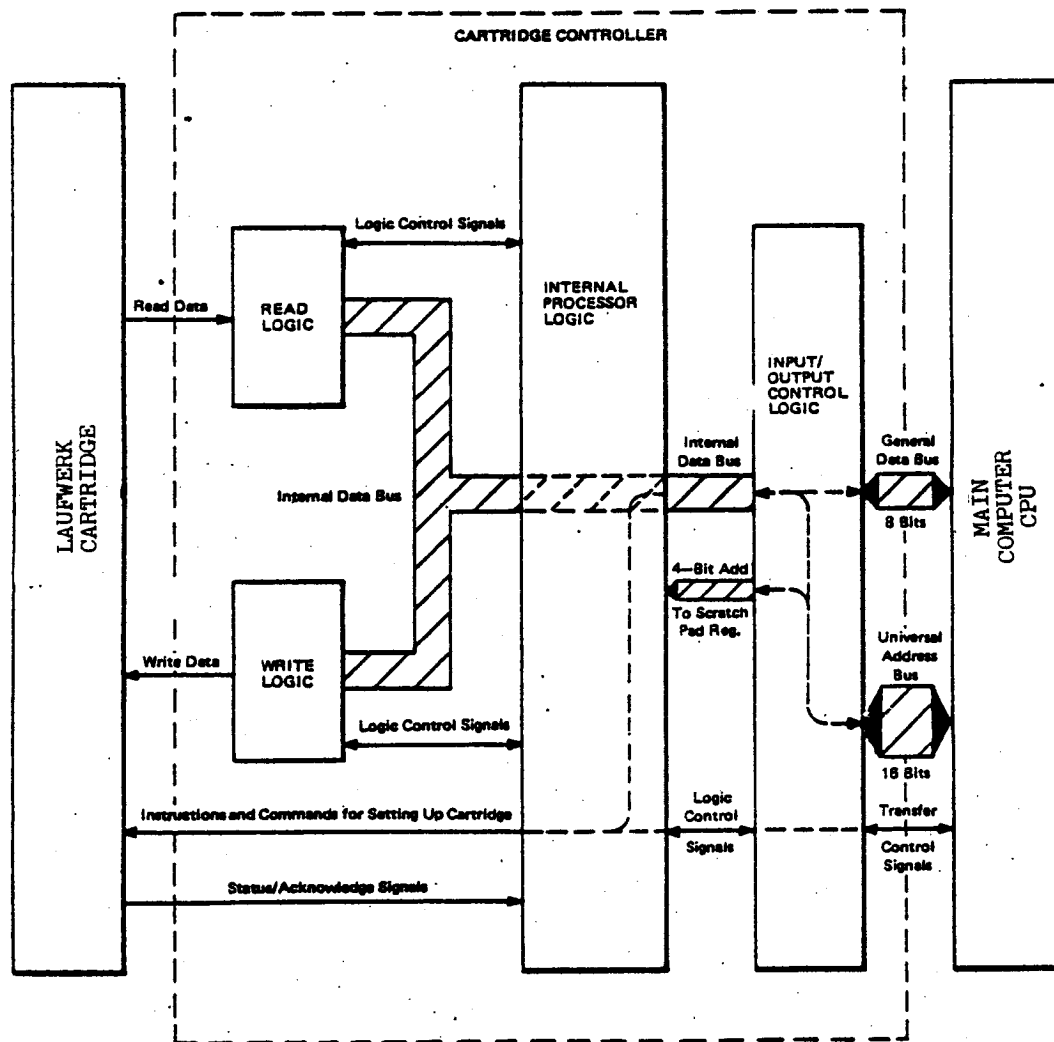 CARTRIDGE CONTROLLER
Logic Control Signals
Read Data
READ
LOGIC
INTERNAL
PROCESSOR
LOGIC
INPUT/
OUTPUT
CONTROL
LOGIC
LAUFWERK
CARTRIDGE
Internal Data Bus
Internal
Data Bus
General
Data Bus
8 Bits
MAIN
COMPUTER
CPU
4-Bit Add
To Scratch
Pad Reg.
Universal
Address
Bus
16 Bits
Write Data
WRITE
LOGIC
Logic Control Signals
Instructions and Commands for Setting Up Cartridge
Logic
Control
Signals
Transfer
Control
Signals
Status/Acknowledge Signals